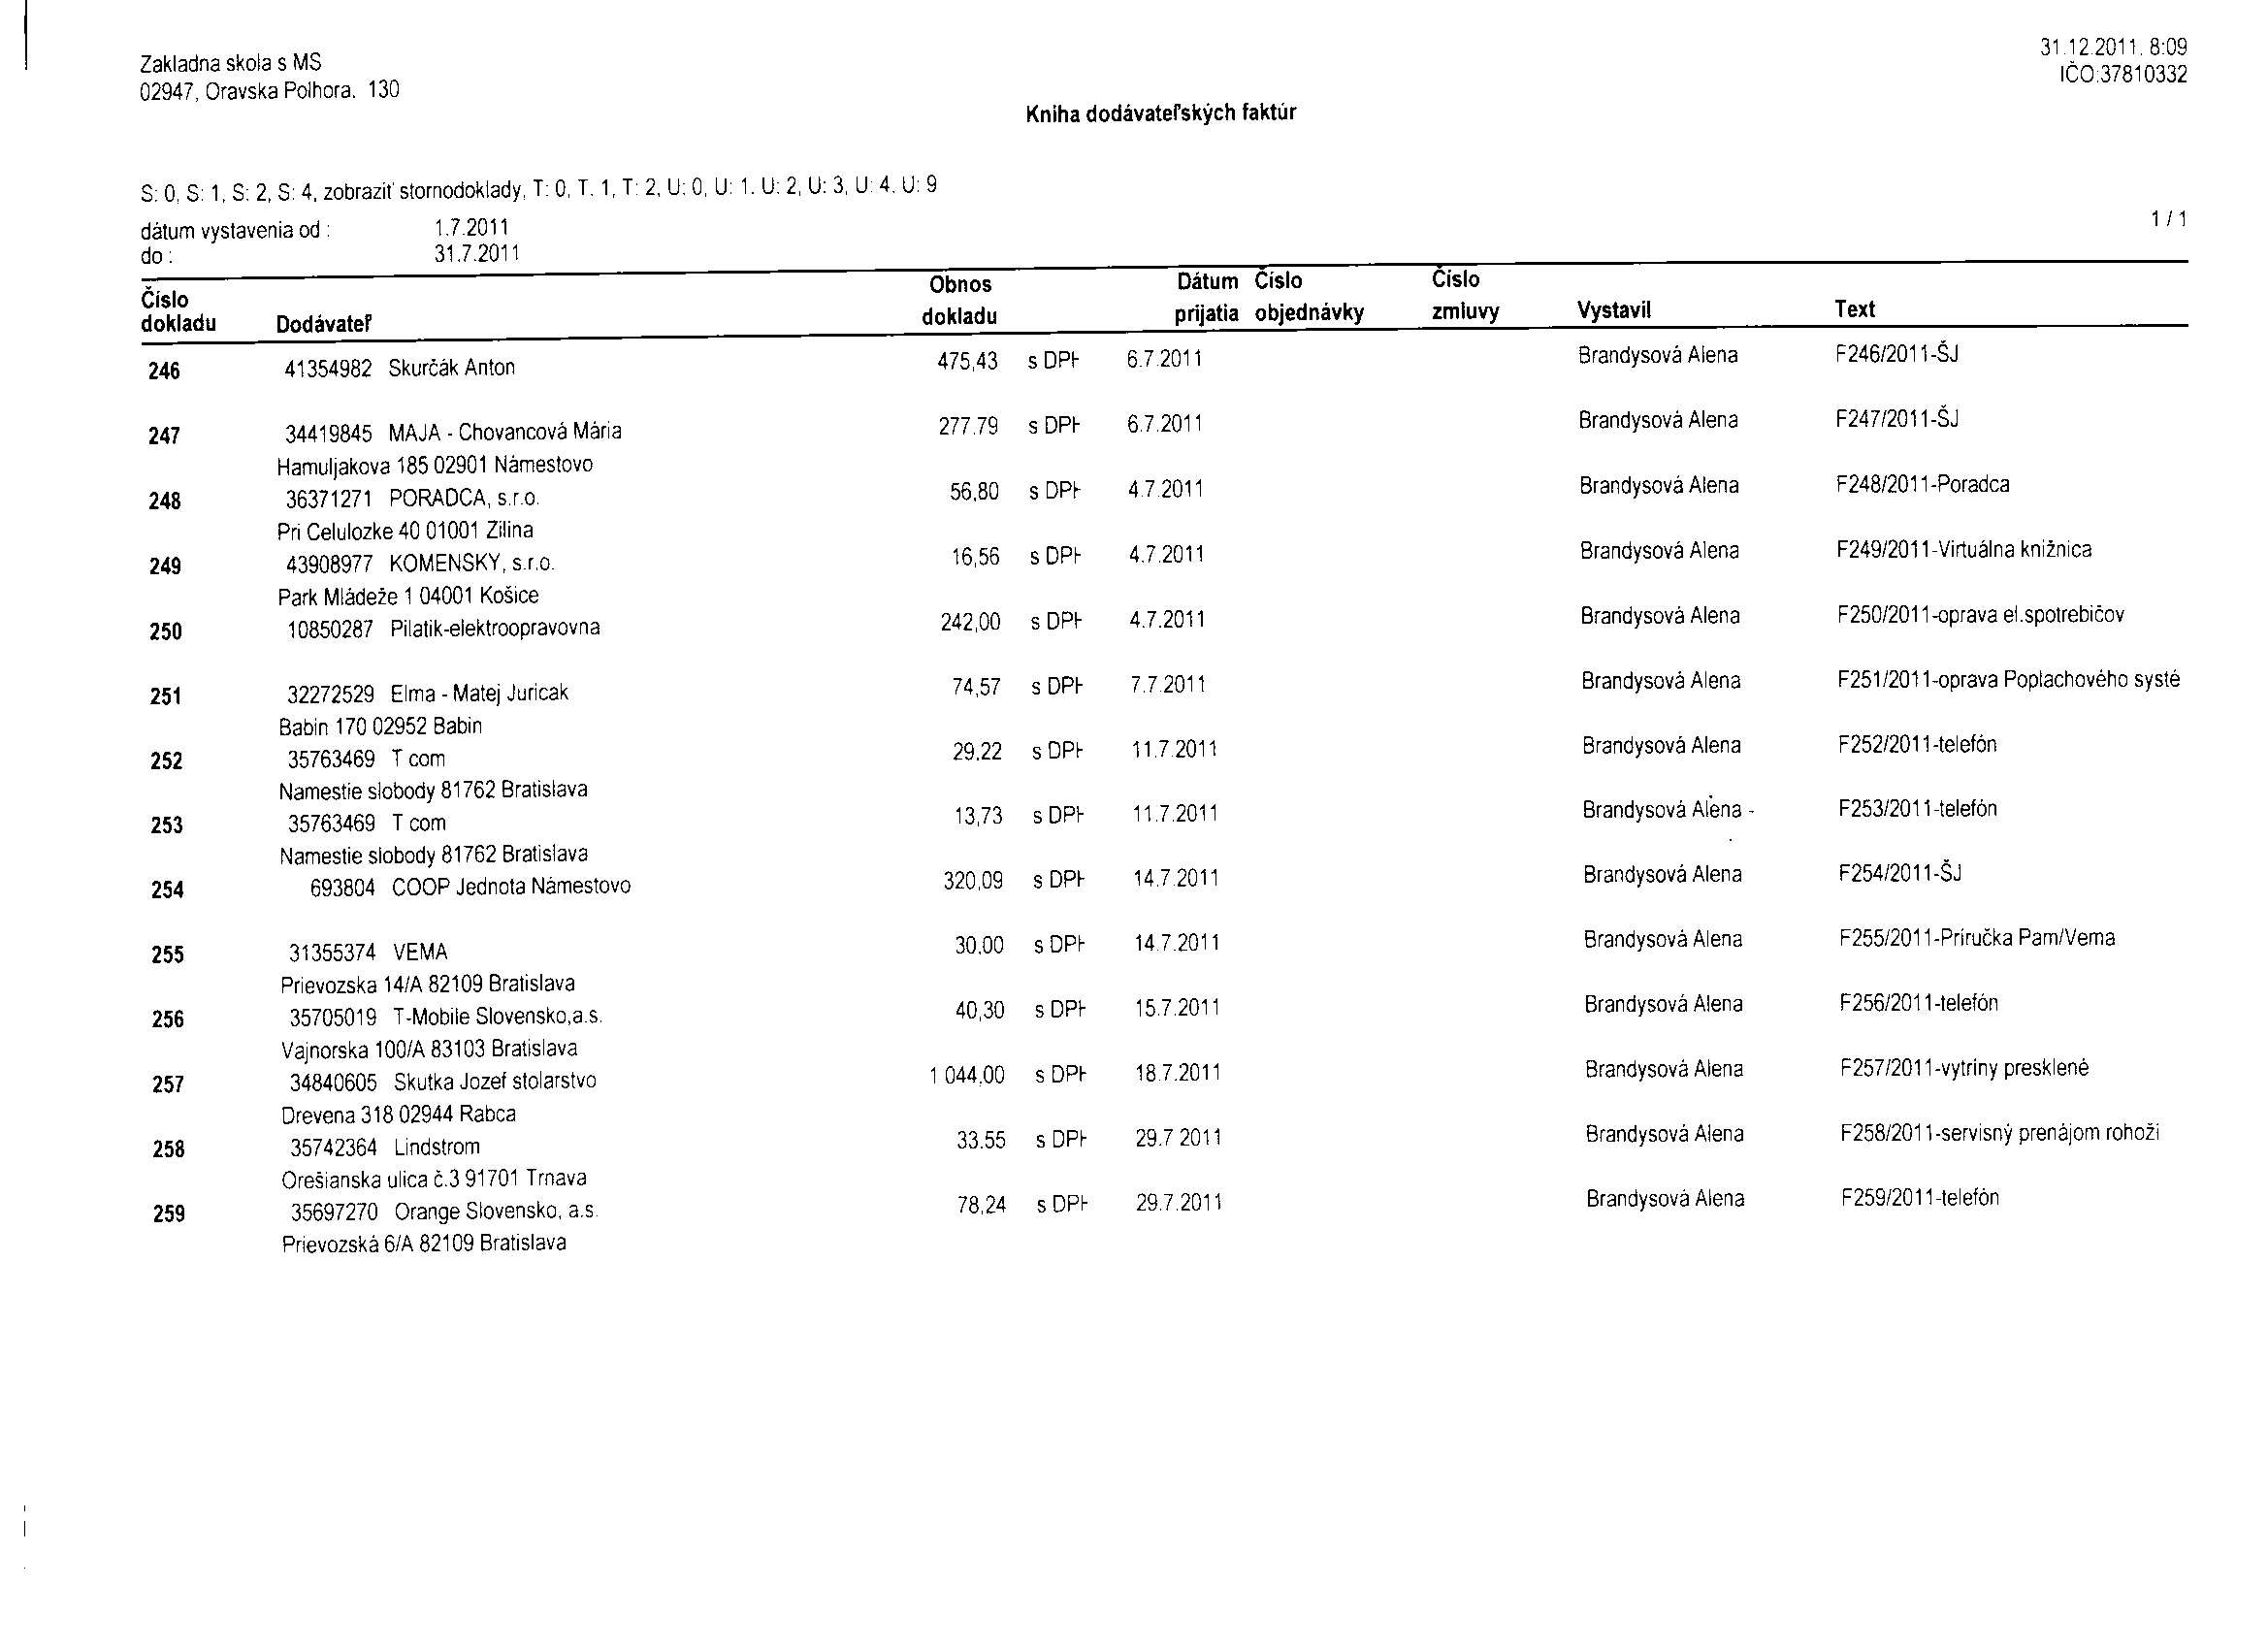 Zakladna skola s MS
02947, Oravska Polhora. 130
31.12.2011, 8:09
IČO:37810332
Kniha dodávateľských faktúr
S: 0, S: 1, S: 2, S: 4, zobraziť stornodoklady, T: 0, T. 1, T: 2, U: 0, U: 1. U: 2, U: 3, U: 4. U: 9
dátum vystavenia od : 1.7.2011
do : 31.7.2011
1 / 1
Číslo dokladu Dodávateľ Obnos dokladu Dátum prijatia Číslo objednávky Číslo zmluvy Vystavil Text
246 41354982 Skurčák Anton 475,43 s DPH 6.7.2011 Brandysová Alena F246/2011-ŠJ
247 34419845 MAJA - Chovancová Mária 277.79 s DPH 6.7.2011 Brandysová Alena F247/2011-ŠJ
Hamuljakova 185 02901 Námestovo
248 36371271 PORADCA, s.r.o. 56,80 s DPH 4.7.2011 Brandysová Alena F248/2011-Poradca
Pri Celulozke 40 01001 Zilina
249 43908977 KOMENSKY, s.r.o. 16,56 s DPH 4.7.2011 Brandysová Alena F249/2011-Virtuálna knižnica
Park Mládeže 1 04001 Košice
250 10850287 Pilatik-elektroopravovna 242,00 s DPH 4.7.2011 Brandysová Alena F250/2011-oprava el.spotrebičov
251 32272529 Elma - Matej Juricak 74,57 s DPH 7.7.2011 Brandysová Alena F251/2011-oprava Poplachového systé
Babin 170 02952 Babin
252 35763469 T com 29.22 s DPH 11.7.2011 Brandysová Alena F252/2011-telefón
Namestie slobody 81762 Bratislava
253 35763469 T com 13,73 s DPH 11.7.2011 Brandysová Alena - F253/2011-telefón
Namestie slobody 81762 Bratislava
254 693804 COOP Jednota Námestovo 320,09 s DPH 14.7.2011 Brandysová Alena F254/2011-ŠJ
255 31355374 VEMA 30.00 s DPH 14.7.2011 Brandysová Alena F255/2011-Príručka Pam/Vema
Prievozska 14/A 82109 Bratislava
256 35705019 T-Mobile Slovensko,a.s. 40,30 s DPH 15.7.2011 Brandysová Alena F256/2011-telefón
Vajnorska 100/A 83103 Bratislava
257 34840605 Skutka Jozef stolarstvo 1 044,00 s DPH 18.7.2011 Brandysová Alena F257/2011-vytriny presklené
Drevena 318 02944 Rabca
258 35742364 Lindstrom 33.55 s DPH 29.7 2011 Brandysová Alena F258/2011-servisný prenájom rohoži
Orešianska ulica č.3 91701 Trnava
259 35697270 Orange Slovensko, a.s. 78,24 s DPH 29.7.2011 Brandysová Alena F259/2011-telefón
Prievozská 6/A 82109 Bratislava